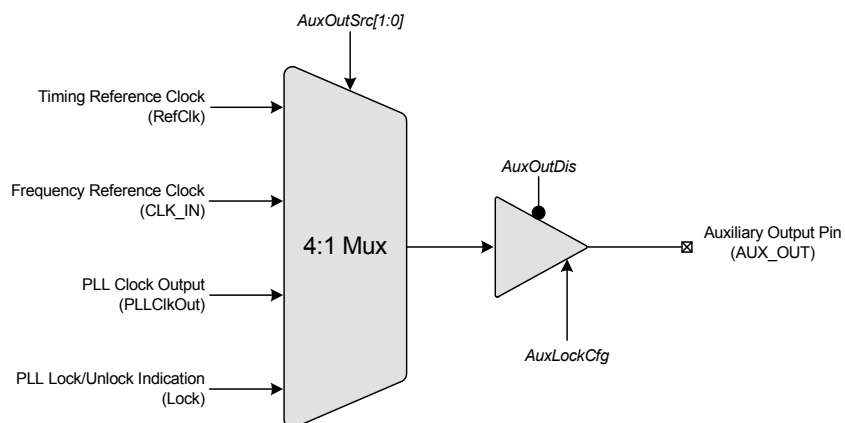 AuxOutSrc[1:0]
Timing Reference Clock
(RefClk)
Frequency Reference Clock
(CLK_IN)
PLL Clock Output
(PLLClkOut)
PLL Lock/Unlock Indication
(Lock)
4:1 Mux
AuxOutDis
AuxLockCfg
Auxiliary Output Pin
(AUX_OUT)